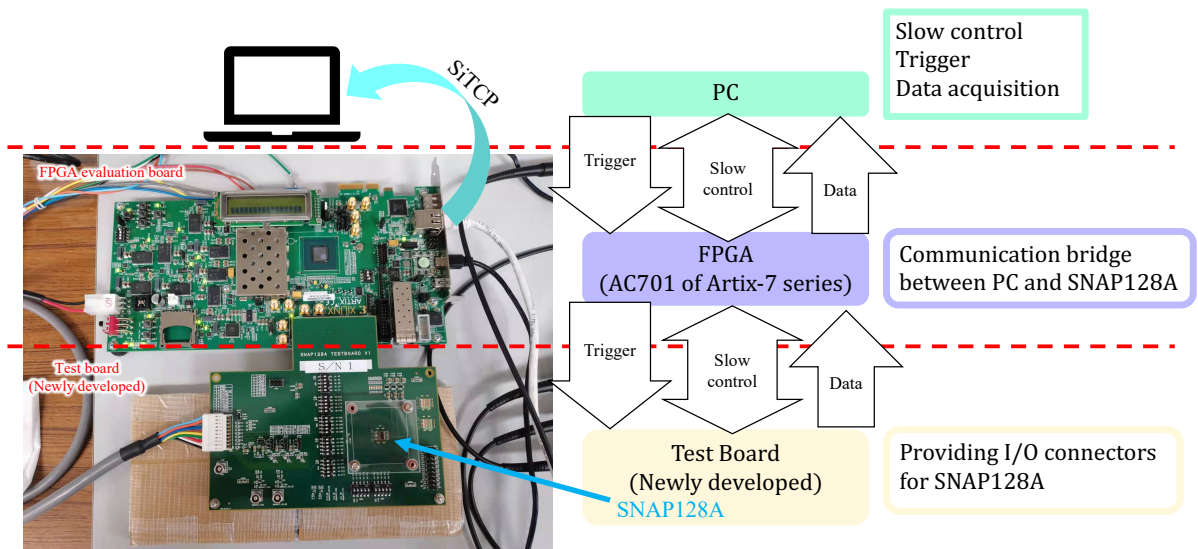 SiTCP
FPGA evaluation board
XILINX
ARTIX
SNAP128A TESTBOARD V1
S/N 1
Test board
(Newly developed)
SNAP128A
PC
Trigger
Slow
control
Data
FPGA
(AC701 of Artix-7 series)
Trigger
Slow
control
Data
Test Board
(Newly developed)
Slow control
Trigger
Data acquisition
Communication bridge
between PC and SNAP128A
Providing I/O connectors
for SNAP128A